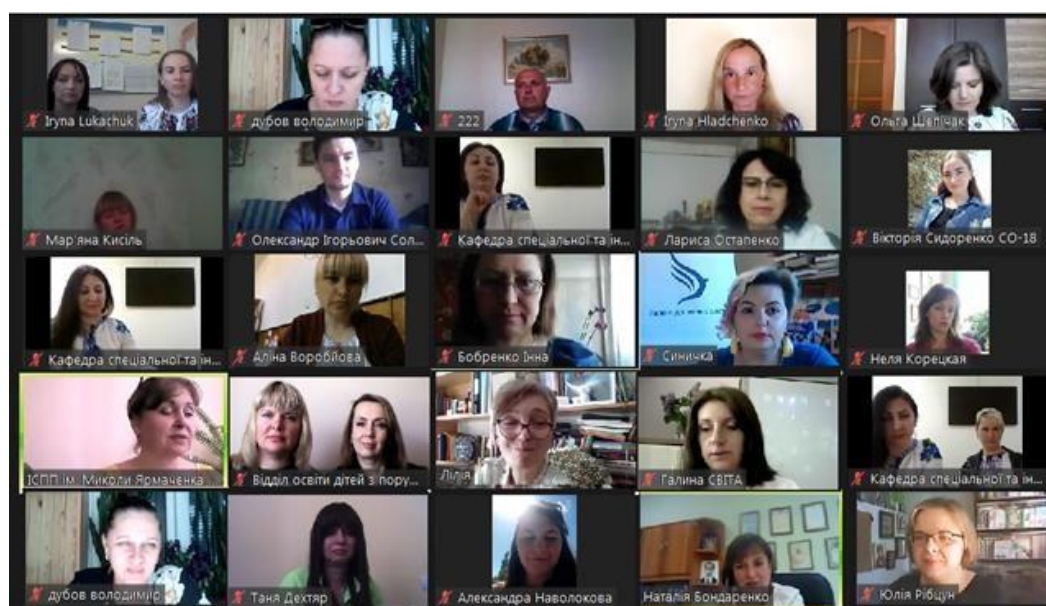 Iryna Lukachuk
дубов володимир
222
Iryna Hladchenko
Ольга Шепічак
Мар'яна Кисіль
Олександр Ігорьович Сол...
Кафедра спеціальної та ін...
Лариса Остапенко
Вікторія Сидоренко СО-18
Кафедра спеціальної та ін...
Аліна Воробйова
Бобренко Інна
Синичка
Неля Корецкая
ІСПП ім. Миколи Ярмаченка
Відділ освіти дітей з пору...
Лілія
Галина СВІТА
Кафедра спеціальної та ін...
дубов володимир
Таня Дехтяр
Александра Наволокова
Наталія Бондаренко
Юлія Рібцун